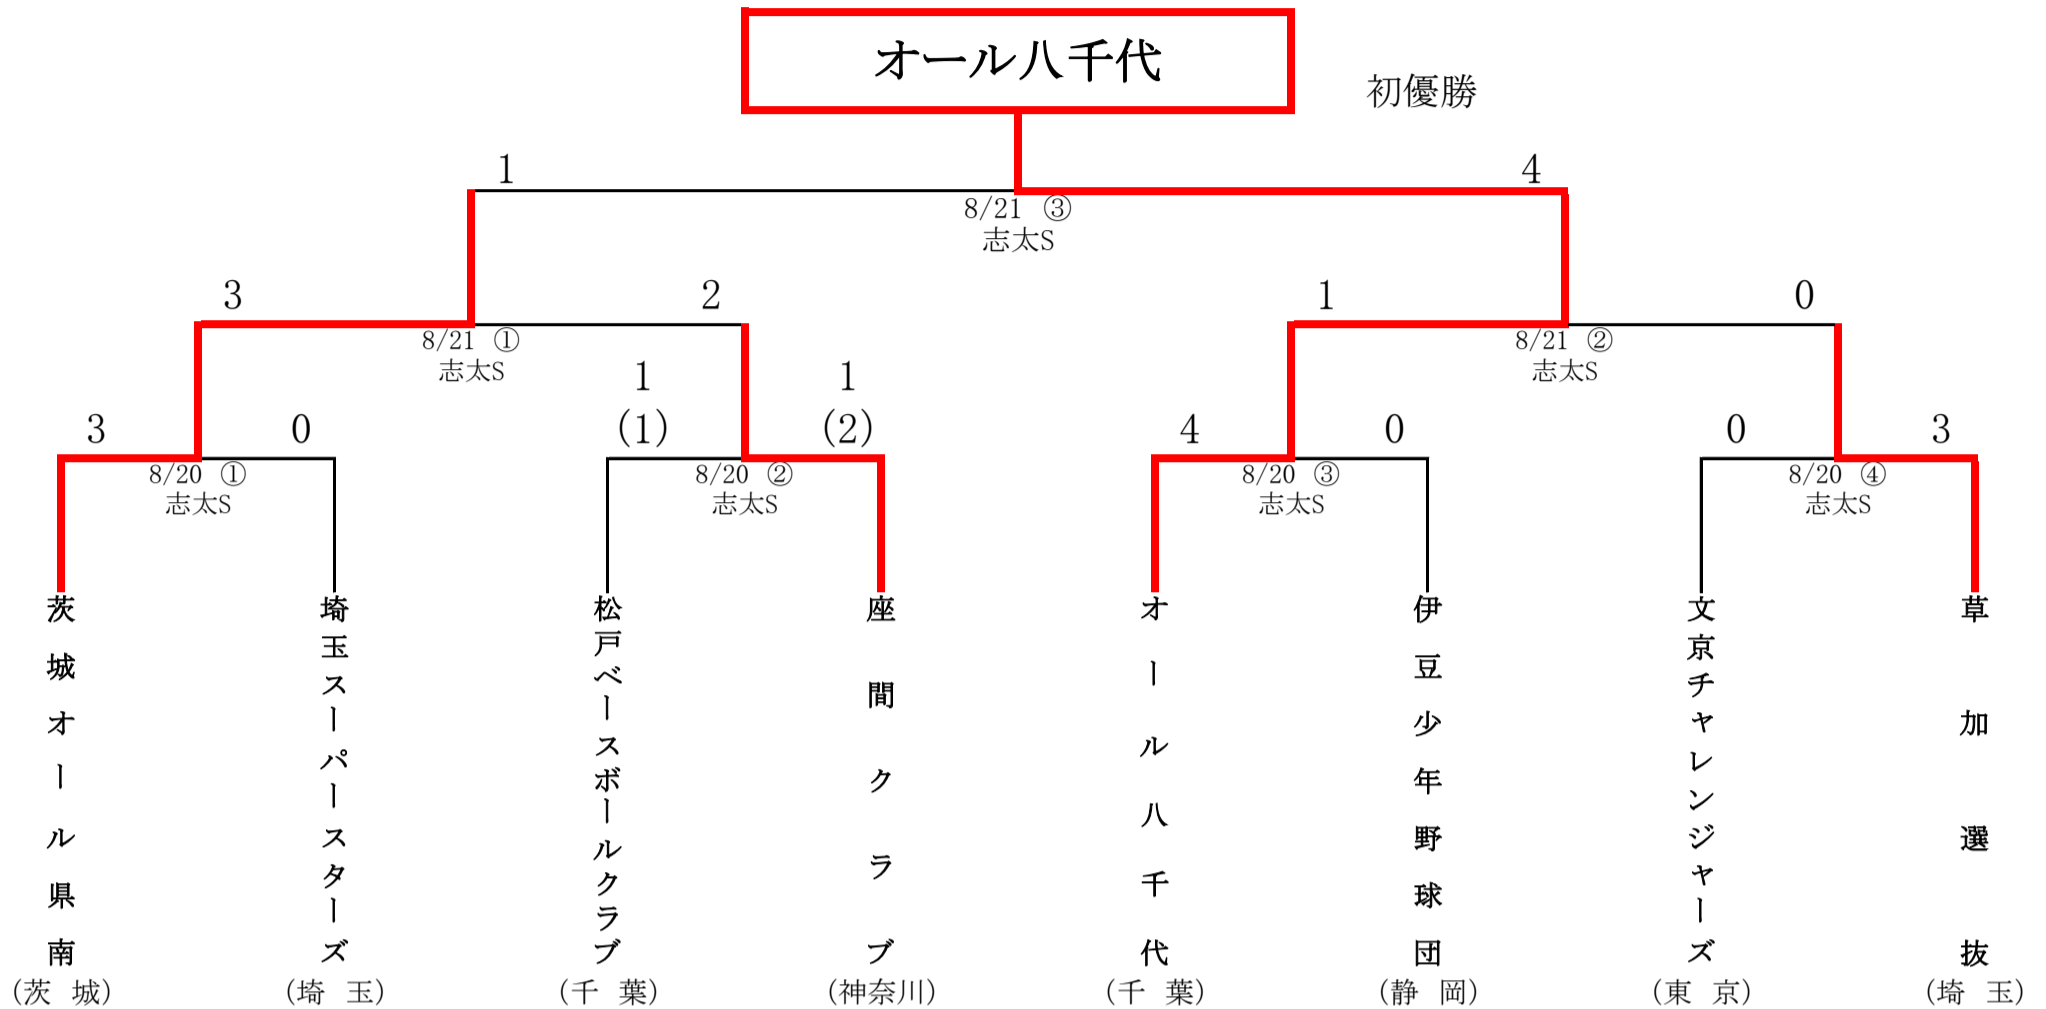 オール八千代
初優勝
1
4
8/21 ③
志太S
3
2
1
0
8/21 ①
志太S
8/21 ②
志太S
1
1
3
0
(1)
(2)
4
0
0
3
8/20 ①
志太S
8/20 ②
志太S
8/20 ③
志太S
8/20 ④
志太S
茨城オール県南
埼玉スーパースターズ
松戸ベースボールクラブ
座間クラブ
オール八千代
伊豆少年野球団
文京チャレンジャーズ
草加選抜
(茨 城)
(埼 玉)
(千 葉)
(神奈川)
(千 葉)
(静 岡)
(東 京)
(埼 玉)